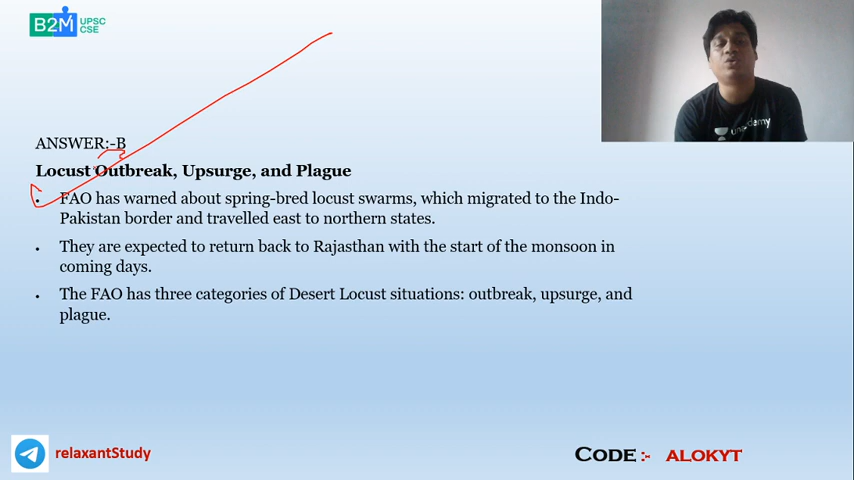 B2M UPSC
CSE
unacademy
ANSWER:-B
Locust Outbreak, Upsurge, and Plague
• FAO has warned about spring-bred locust swarms, which migrated to the Indo-
Pakistan border and travelled east to northern states.
• They are expected to return back to Rajasthan with the start of the monsoon in
coming days.
• The FAO has three categories of Desert Locust situations: outbreak, upsurge, and
plague.
relaxantStudy
CODE :- ALOKYT